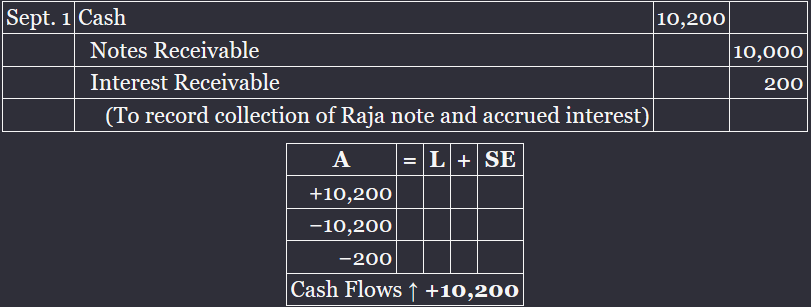 Sept. 1 Cash 10,200
Notes Receivable 10,000
Interest Receivable 200
(To record collection of Raja note and accrued interest)
A = L + SE
+10,200
−10,200
−200
Cash Flows ↑ +10,200